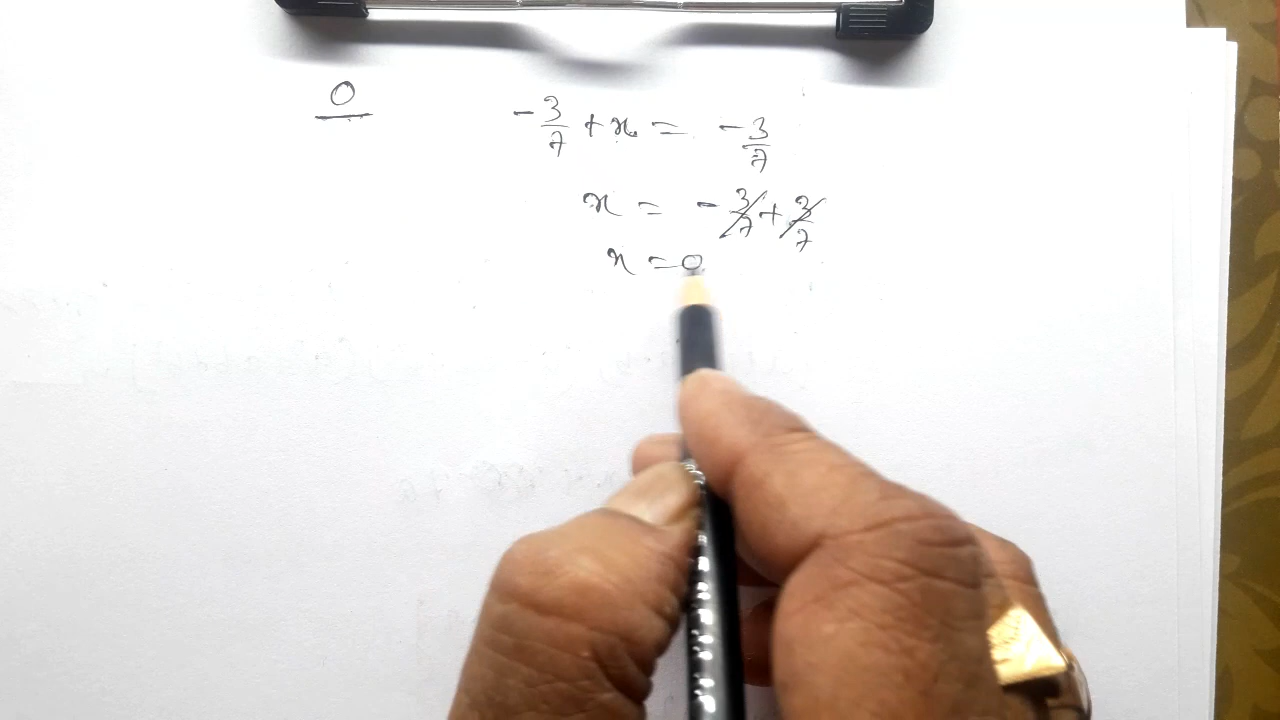 0
-3/7 + x = -3/7
x = -3/7 + 3/7
x = 0